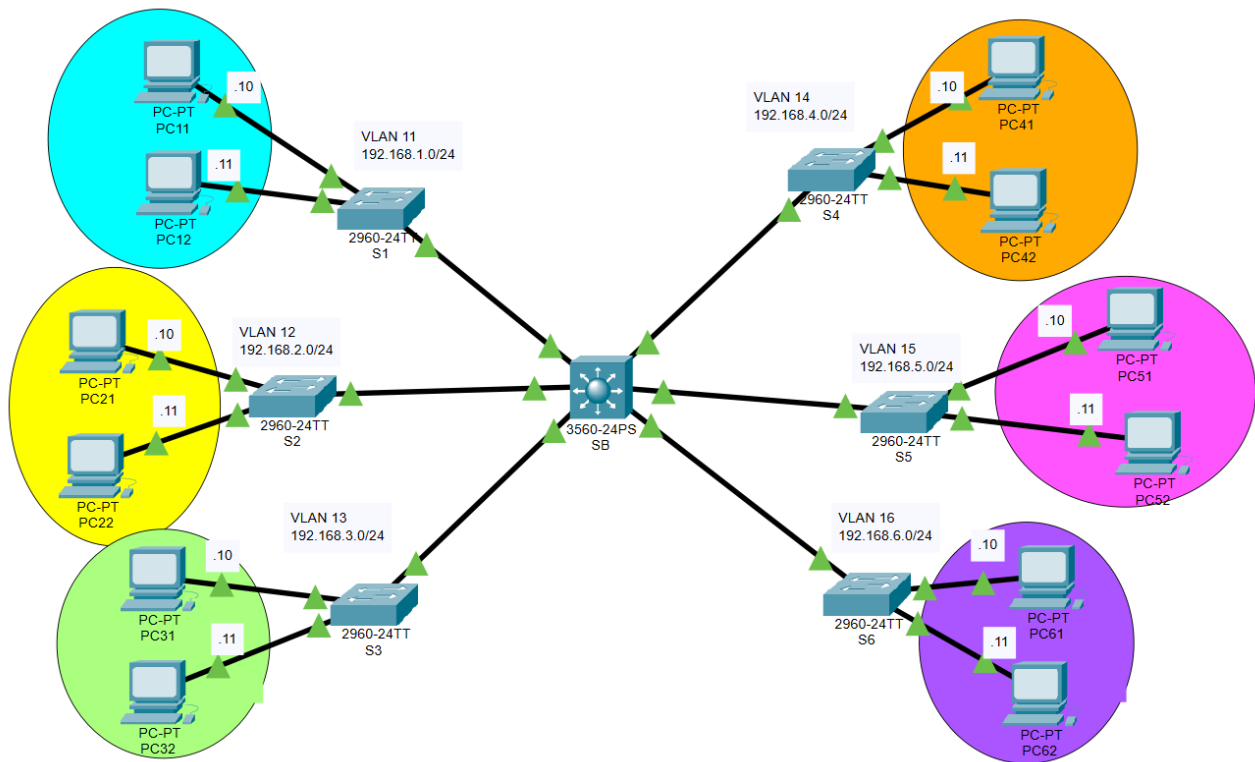 .10
PC-PT
PC11
.11
PC-PT
PC12
VLAN 11
192.168.1.0/24
2960-24TT
S1
.10
PC-PT
PC21
.11
PC-PT
PC22
VLAN 12
192.168.2.0/24
2960-24TT
S2
.10
PC-PT
PC31
.11
PC-PT
PC32
VLAN 13
192.168.3.0/24
2960-24TT
S3
3560-24PS
SB
VLAN 14
192.168.4.0/24
2960-24TT
S4
.10
PC-PT
PC41
.11
PC-PT
PC42
VLAN 15
192.168.5.0/24
2960-24TT
S5
.10
PC-PT
PC51
.11
PC-PT
PC52
VLAN 16
192.168.6.0/24
2960-24TT
S6
.10
PC-PT
PC61
.11
PC-PT
PC62